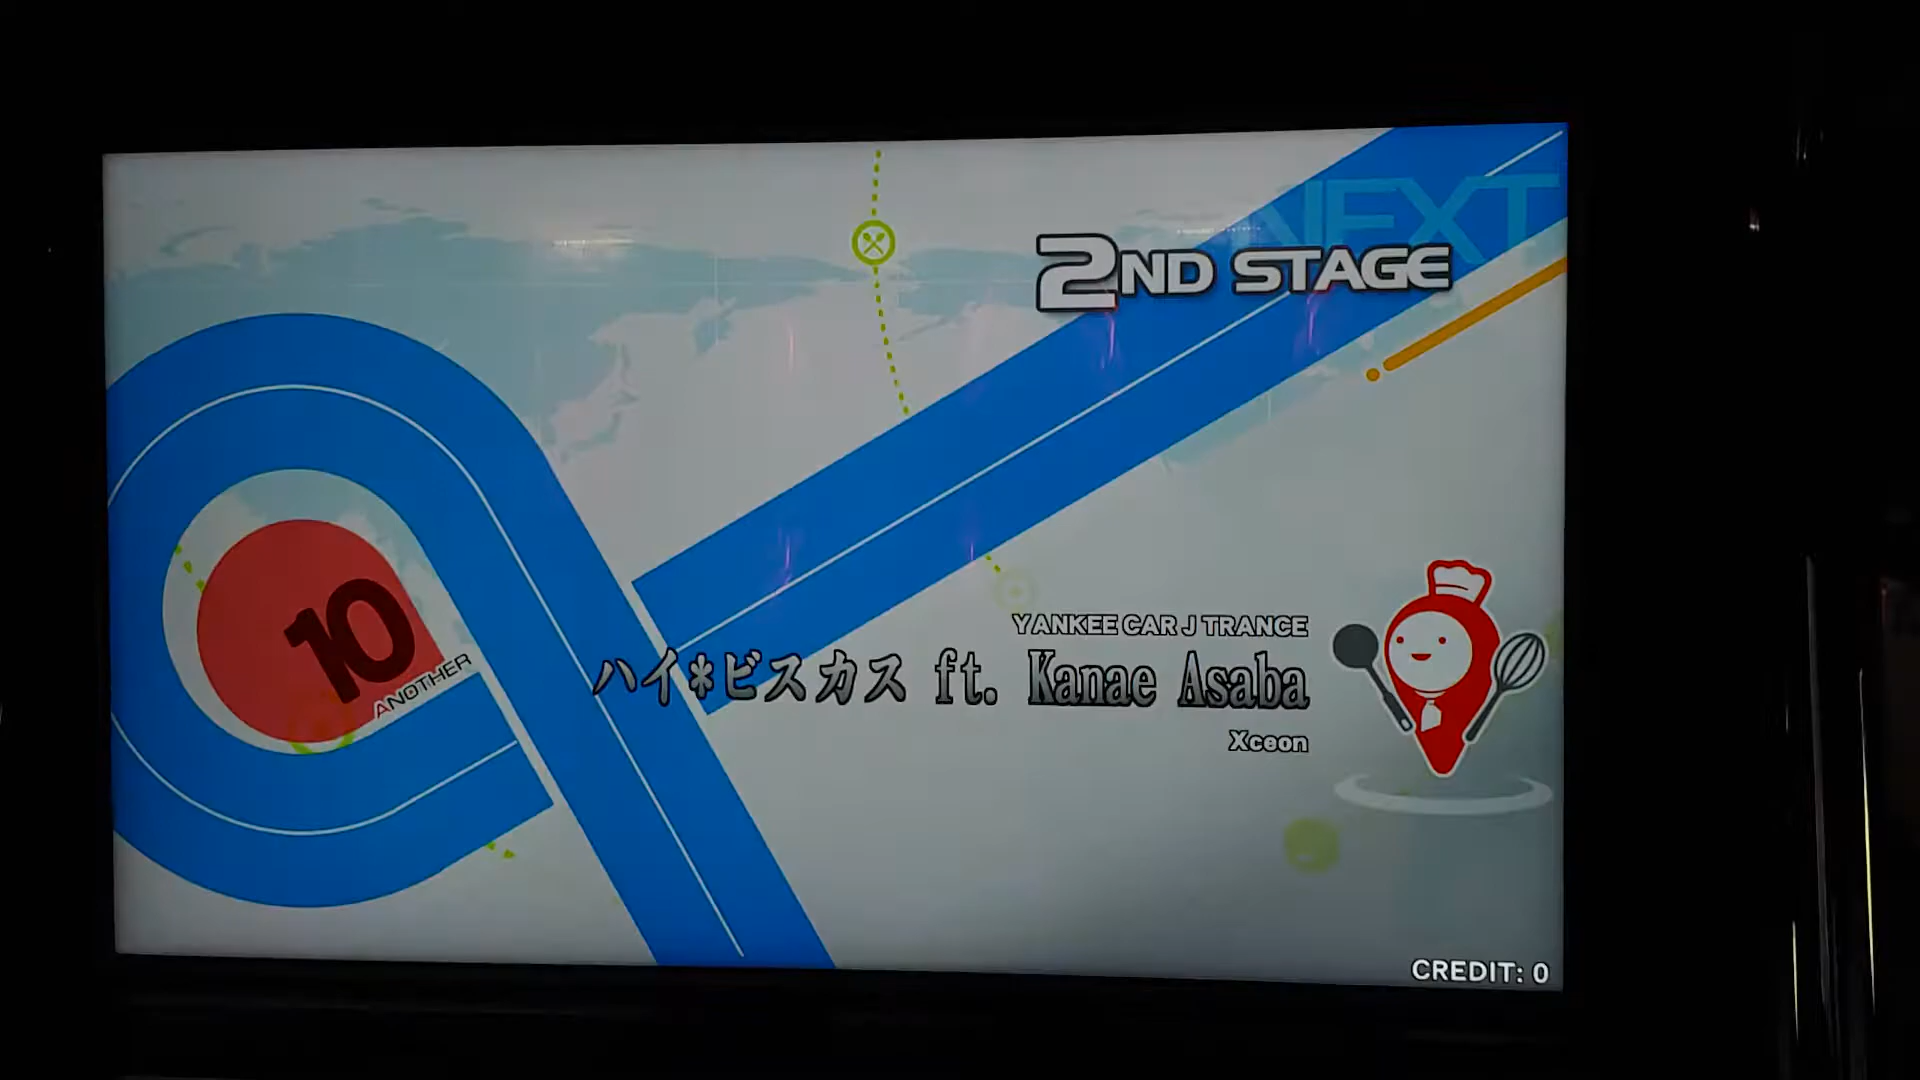 NEXT
2ND STAGE
10
ANOTHER
YANKEE CAR J TRANCE
ハイ*ビスカス ft. Kanae Asaba
Xceon
CREDIT: 0